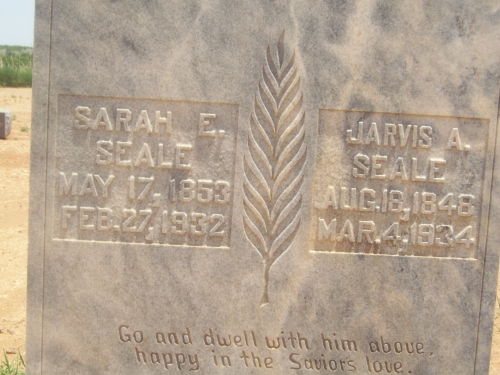 SARAH E.
SEALE
MAY 17, 1853
FEB. 27, 1932
JARVIS A.
SEALE
AUG. 18, 1848
MAR. 4, 1934
Go and dwell with him above,
happy in the Savior's love.